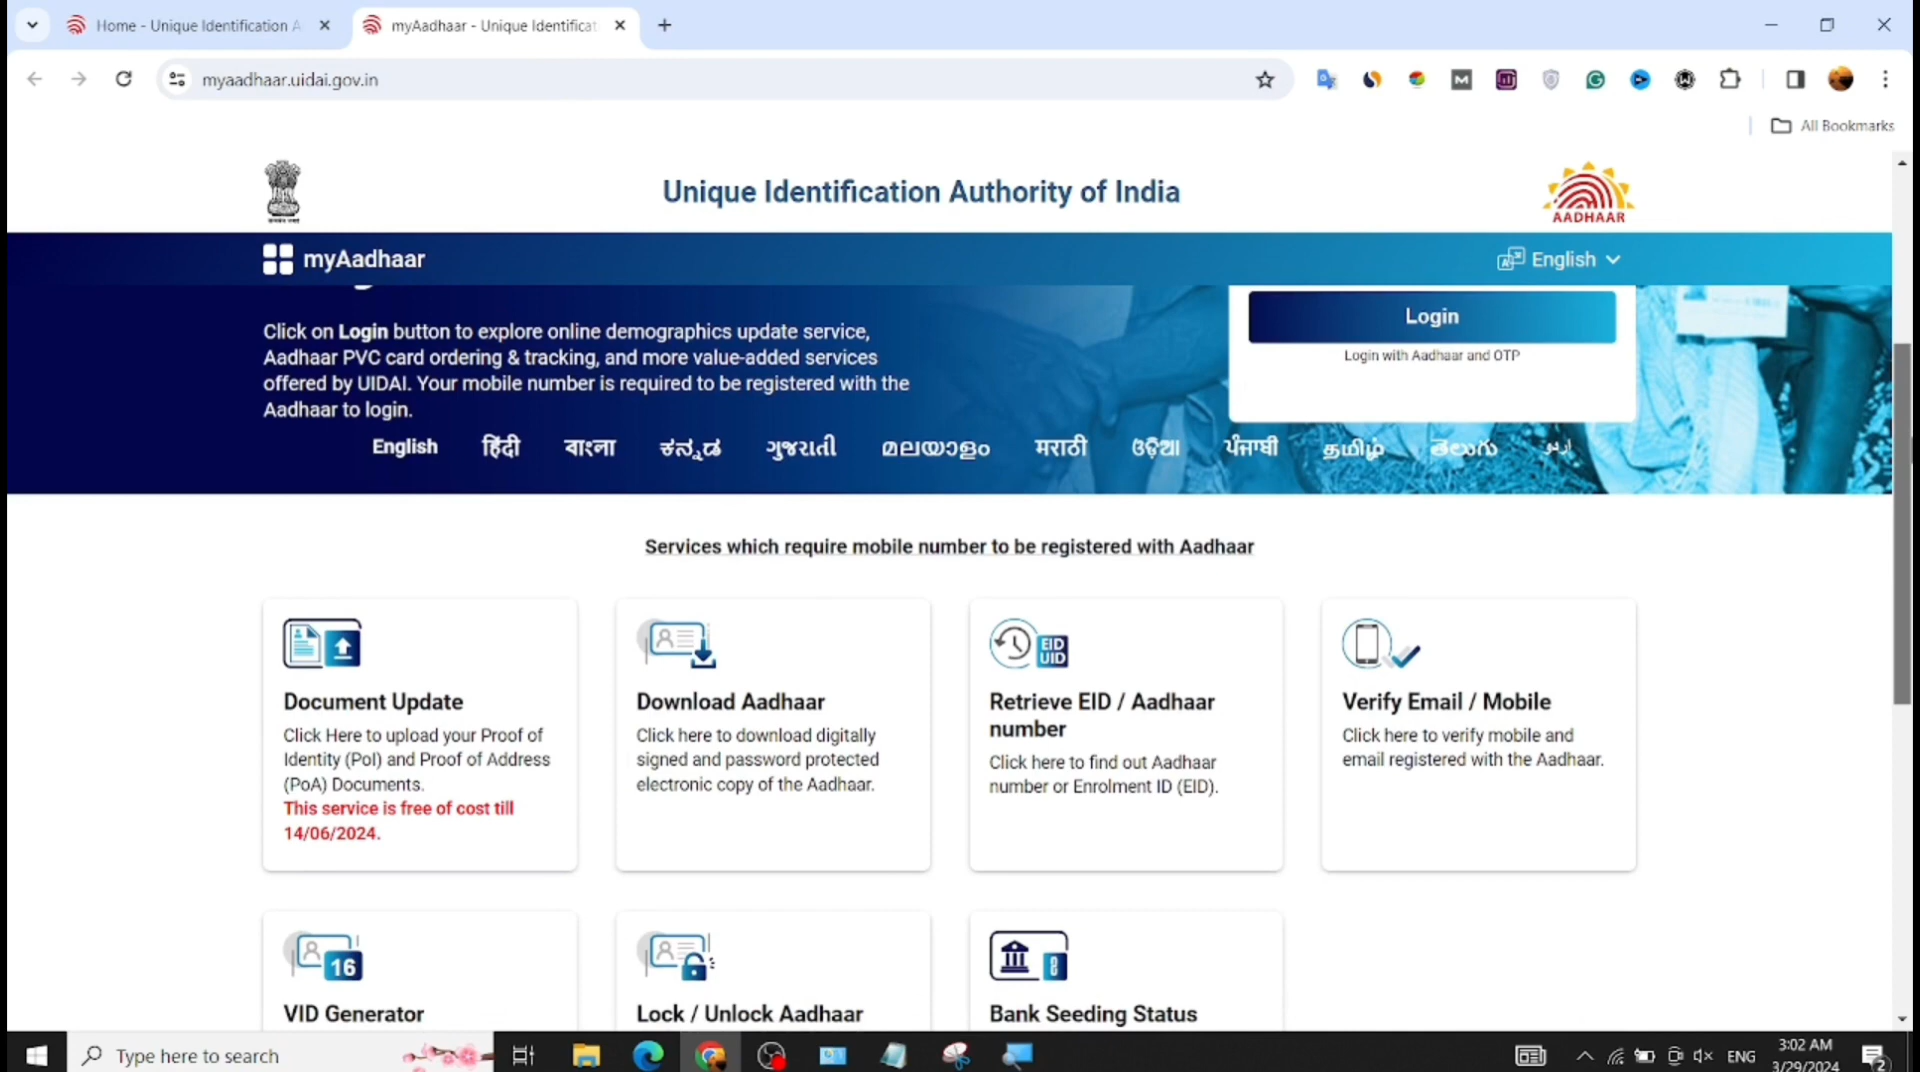 Home - Unique Identification A
myAadhaar - Unique Identificat
myaadhaar.uidai.gov.in
All Bookmarks
Unique Identification Authority of India
AADHAAR
myAadhaar
English
Click on Login button to explore online demographics update service,
Aadhaar PVC card ordering & tracking, and more value-added services
offered by UIDAI. Your mobile number is required to be registered with the
Aadhaar to login.
Login
Login with Aadhaar and OTP
English हिंदी বাংলা ಕನ್ನಡ ગુજરાતી മലയാളം मराठी ଓଡ଼ିଆ ਪੰਜਾਬੀ தமிழ் తెలుగు اردو
Services which require mobile number to be registered with Aadhaar
Document Update
Click Here to upload your Proof of
Identity (PoI) and Proof of Address
(PoA) Documents.
This service is free of cost till
14/06/2024.
Download Aadhaar
Click here to download digitally
signed and password protected
electronic copy of the Aadhaar.
EID
UID
Retrieve EID / Aadhaar
number
Click here to find out Aadhaar
number or Enrolment ID (EID).
Verify Email / Mobile
Click here to verify mobile and
email registered with the Aadhaar.
16
VID Generator
Lock / Unlock Aadhaar
Bank Seeding Status
Type here to search
ENG
3:02 AM
3/29/2024
2